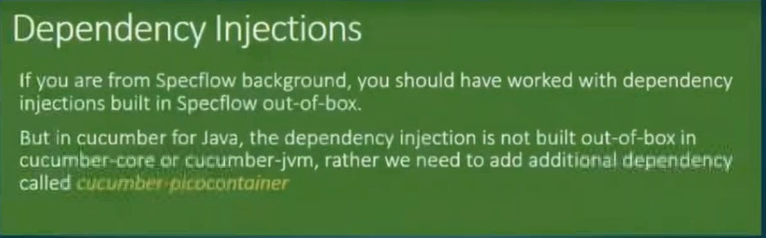 Dependency Injections
If you are from Specflow background, you should have worked with dependency
injections built in Specflow out-of-box.
But in cucumber for Java, the dependency injection is not built out-of-box in
cucumber-core or cucumber-jvm, rather we need to add additional dependency
called cucumber-picocontainer